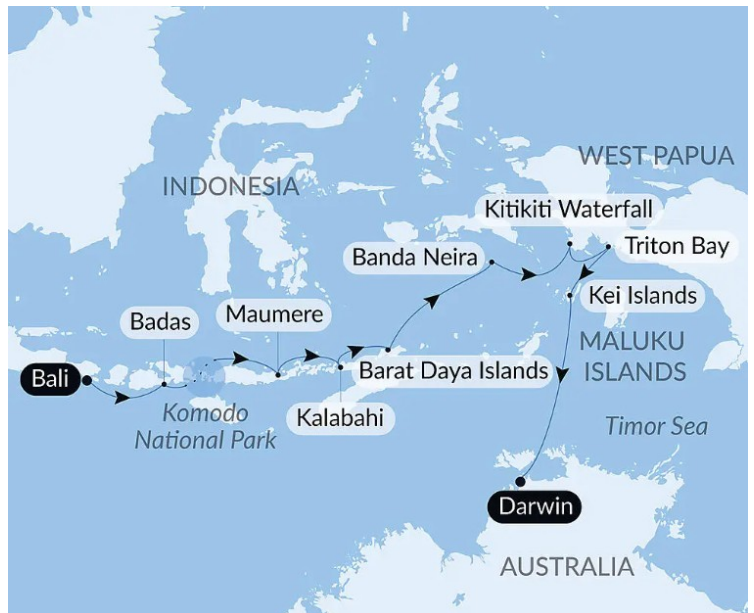 WEST PAPUA
INDONESIA
Kitikiti Waterfall
Triton Bay
Banda Neira
Kei Islands
Maumere
Badas
MALUKU
ISLANDS
Barat Daya Islands
Bali
Kalabahi
Komodo
National Park
Timor Sea
Darwin
AUSTRALIA